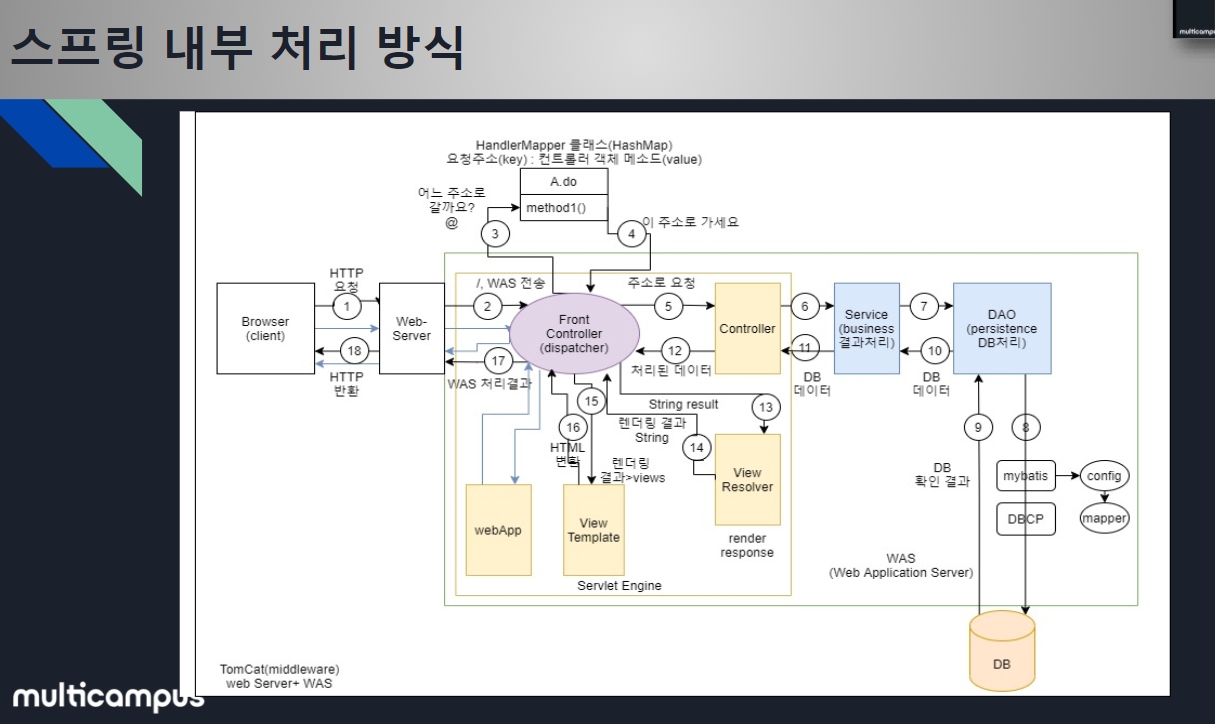 스프링 내부 처리 방식
multicampus
HandlerMapper 클래스(HashMap)
요청주소(key) : 컨트롤러 객체 메소드(value)
A.do
method1()
어느 주소로
갈까요?
@
3
4
이 주소로 가세요
HTTP
요청
1
/, WAS 전송
2
주소로 요청
5
6
7
Browser
(client)
Web-
Server
Front
Controller
(dispatcher)
Controller
Service
(business
결과처리)
DAO
(persistence
DB처리)
18
17
12
11
10
HTTP
반환
WAS 처리결과
처리된 데이터
DB
데이터
DB
데이터
15
String result
13
16
렌더링 결과
String
14
9
8
HTML
변환
렌더링
결과>views
View
Resolver
DB
확인 결과
mybatis
config
DBCP
mapper
webApp
View
Template
render
response
Servlet Engine
WAS
(Web Application Server)
DB
TomCat(middleware)
web Server+ WAS
multicampus